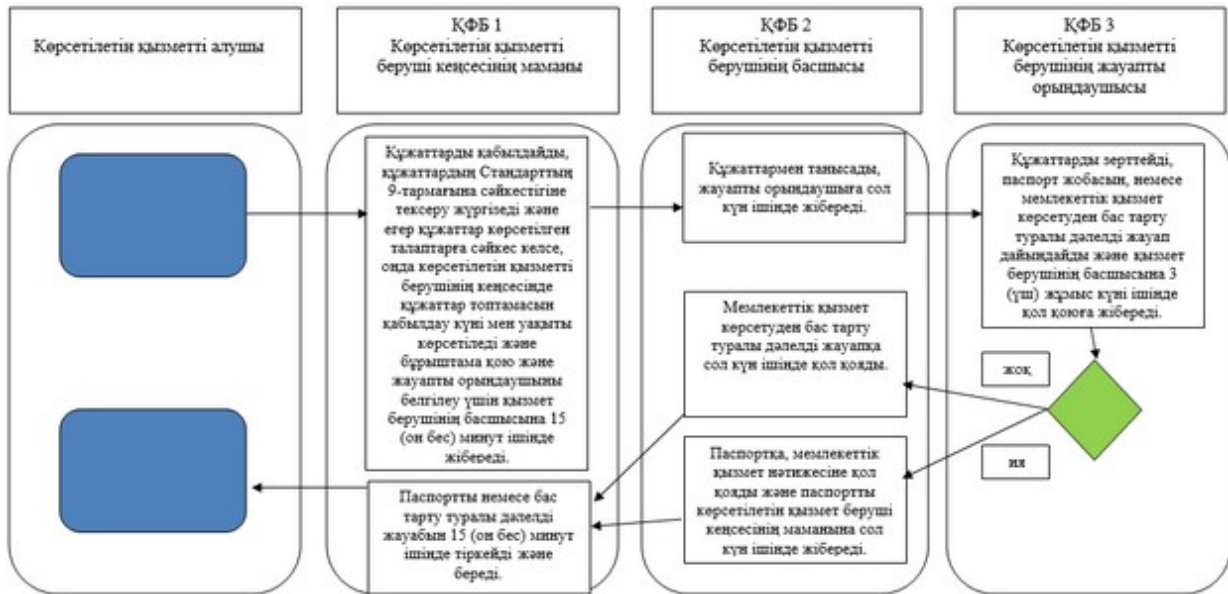 Көрсетілетін қызметті алушы
ҚФБ 1
Көрсетілетін қызметті
беруші кеңсесінің маманы
ҚФБ 2
Көрсетілетін қызметті
берушінің басшысы
ҚФБ 3
Көрсетілетін қызметті
берушінің жауапты
орындаушысы
Құжаттарды қабылдайды,
құжаттардың Стандарттың
9-тармағына сәйкестігіне
тексеру жүргізеді және
егер құжаттар көрсетілген
талаптарға сәйкес келсе,
онда көрсетілетін қызметті
берушінің кеңсесінде
құжаттар топтамасын
қабылдау күні мен уақыты
көрсетіледі және
бұрыштама қою және
жауапты орындаушыны
белгілеу үшін қызмет
берушінің басшысына 15
(он бес) минут ішінде
жібереді.
Құжаттармен танысады,
жауапты орындаушыға сол
күн ішінде жібереді.
Құжаттарды зерттейді,
паспорт жобасын, немесе
мемлекеттік қызмет
көрсетуден бас тарту
туралы дәлелді жауап
дайындайды және қызмет
берушінің басшысына 3
(үш) жұмыс күні ішінде
қол қоюға жібереді.
Мемлекеттік қызмет
көрсетуден бас тарту
туралы дәлелді жауапқа
сол күн ішінде қол қояды.
жоқ
ия
Паспортқа, мемлекеттік
қызмет нәтижесіне қол
қояды және паспортты
көрсетілетін қызмет беруші
кеңсесінің маманына сол
күн ішінде жібереді.
Паспортты немесе бас
тарту туралы дәлелді
жауабын 15 (он бес) минут
ішінде тіркейді және
береді.